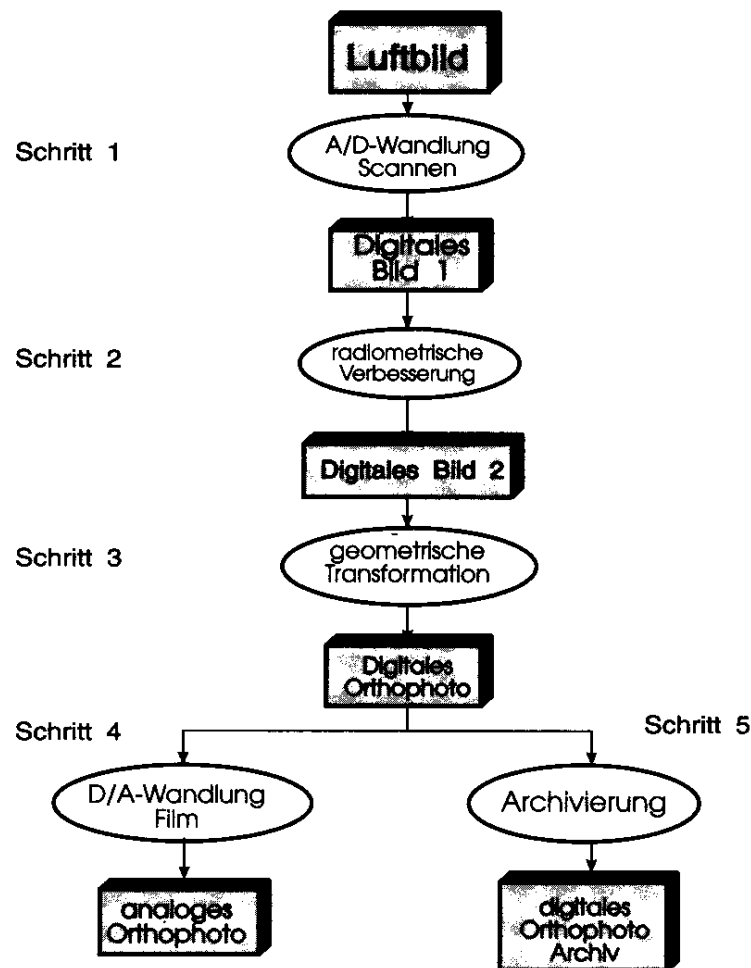 Luftbild
Schritt 1
A/D-Wandlung
Scannen
Digitales
Bild 1
Schritt 2
radiometrische
Verbesserung
Digitales Bild 2
Schritt 3
geometrische
Transformation
Digitales
Orthophoto
Schritt 4
Schritt 5
D/A-Wandlung
Film
Archivierung
analoges
Orthophoto
digitales
Orthophoto
Archiv